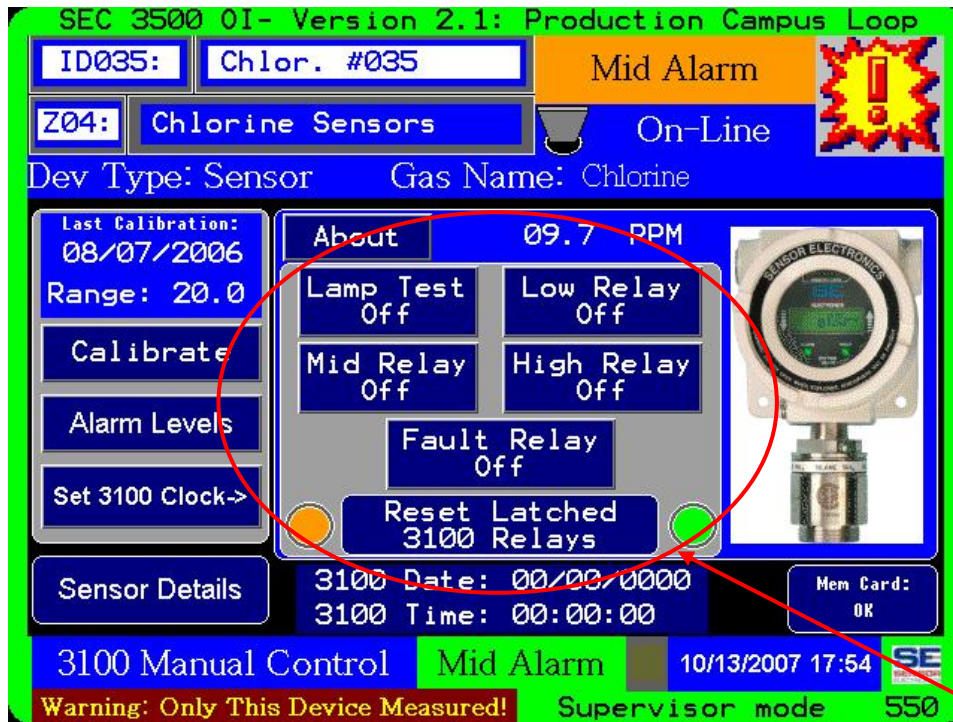 SEC 3500 OI- Version 2.1: Production Campus Loop
ID035:
Chlor. #035
Mid Alarm
Z04:
Chlorine Sensors
On-Line
Dev Type: Sensor
Gas Name: Chlorine
Last Calibration:
08/07/2006
Range: 20.0
Calibrate
Alarm Levels
Set 3100 Clock->
Sensor Details
About
09.7 PPM
Lamp Test
Off
Low Relay
Off
Mid Relay
Off
High Relay
Off
Fault Relay
Off
Reset Latched
3100 Relays
SENSOR ELECTRONICS
3100 Date: 00/00/0000
3100 Time: 00:00:00
Mem Card:
OK
3100 Manual Control
Mid Alarm
10/13/2007 17:54
SE
SENSOR
Warning: Only This Device Measured!
Supervisor mode
550